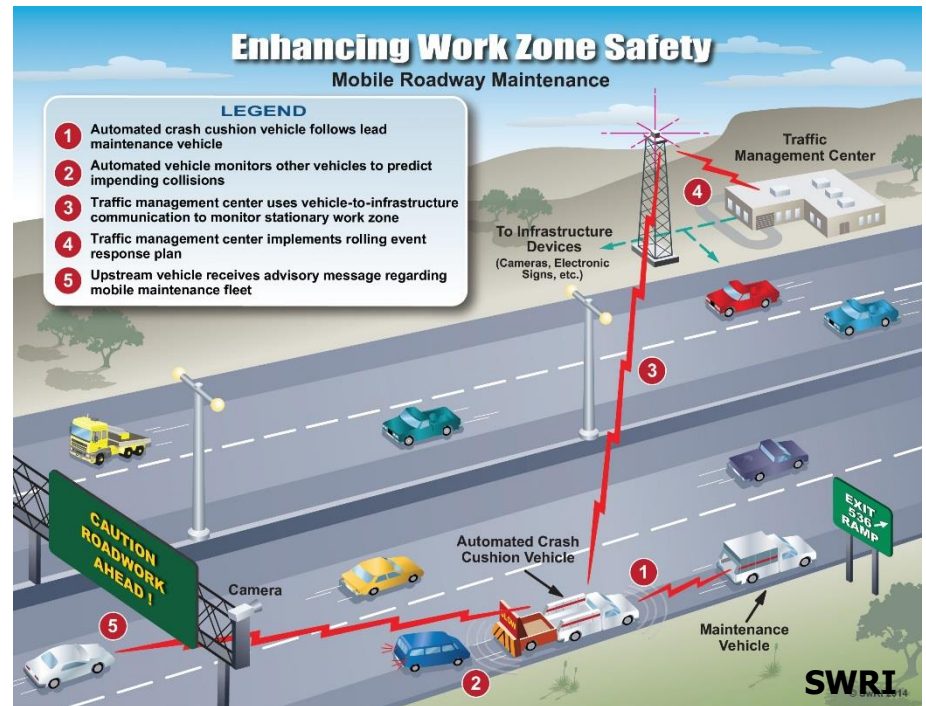 Enhancing Work Zone Safety
Mobile Roadway Maintenance
LEGEND
1 Automated crash cushion vehicle follows lead
maintenance vehicle
2 Automated vehicle monitors other vehicles to predict
impending collisions
3 Traffic management center uses vehicle-to-infrastructure
communication to monitor stationary work zone
4 Traffic management center implements rolling event
response plan
5 Upstream vehicle receives advisory message regarding
mobile maintenance fleet
Traffic
Management Center
4
To Infrastructure
Devices
(Cameras, Electronic
Signs, etc.)
3
EXIT
536
RAMP
CAUTION
ROADWORK
AHEAD !
Automated Crash
Cushion Vehicle
1
Camera
SLOW
5
Maintenance
Vehicle
2
SWRI
© SwRI 2014